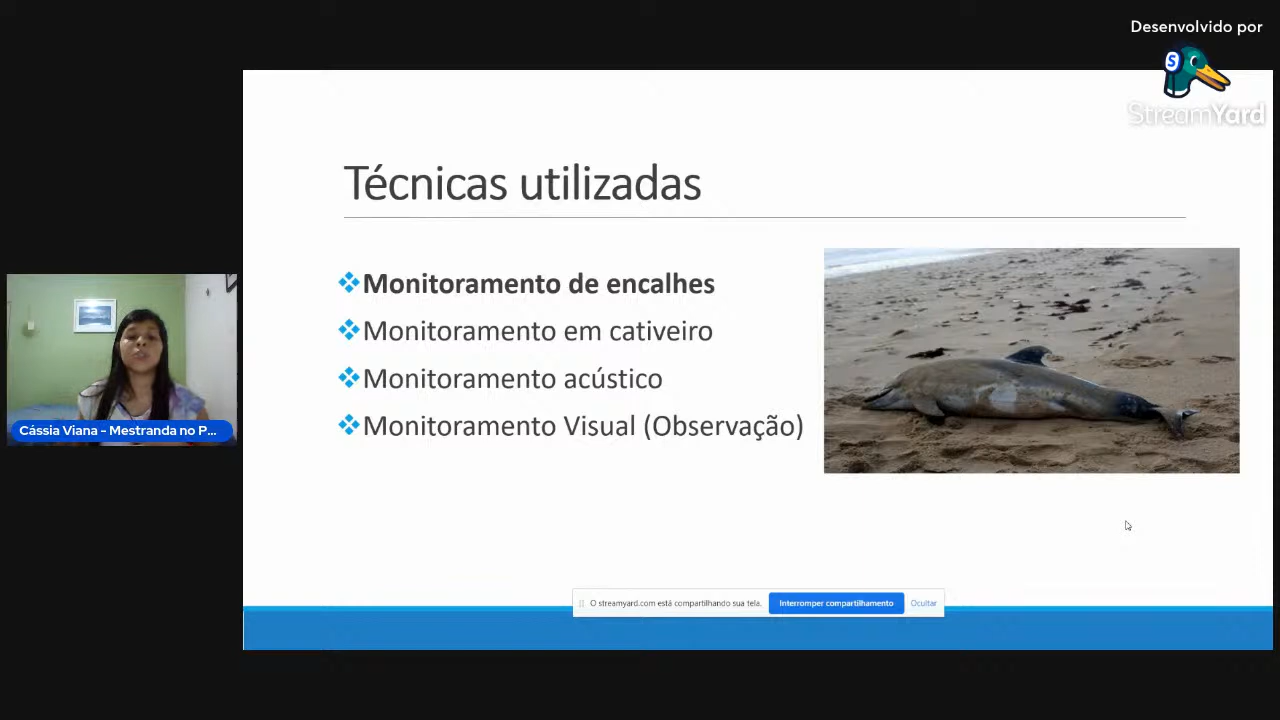 Desenvolvido por
StreamYard
Técnicas utilizadas
Monitoramento de encalhes
Monitoramento em cativeiro
Monitoramento acústico
Monitoramento Visual (Observação)
Cássia Viana - Mestranda no P...
O streamyard.com está compartilhando sua tela. Interromper compartilhamento Ocultar